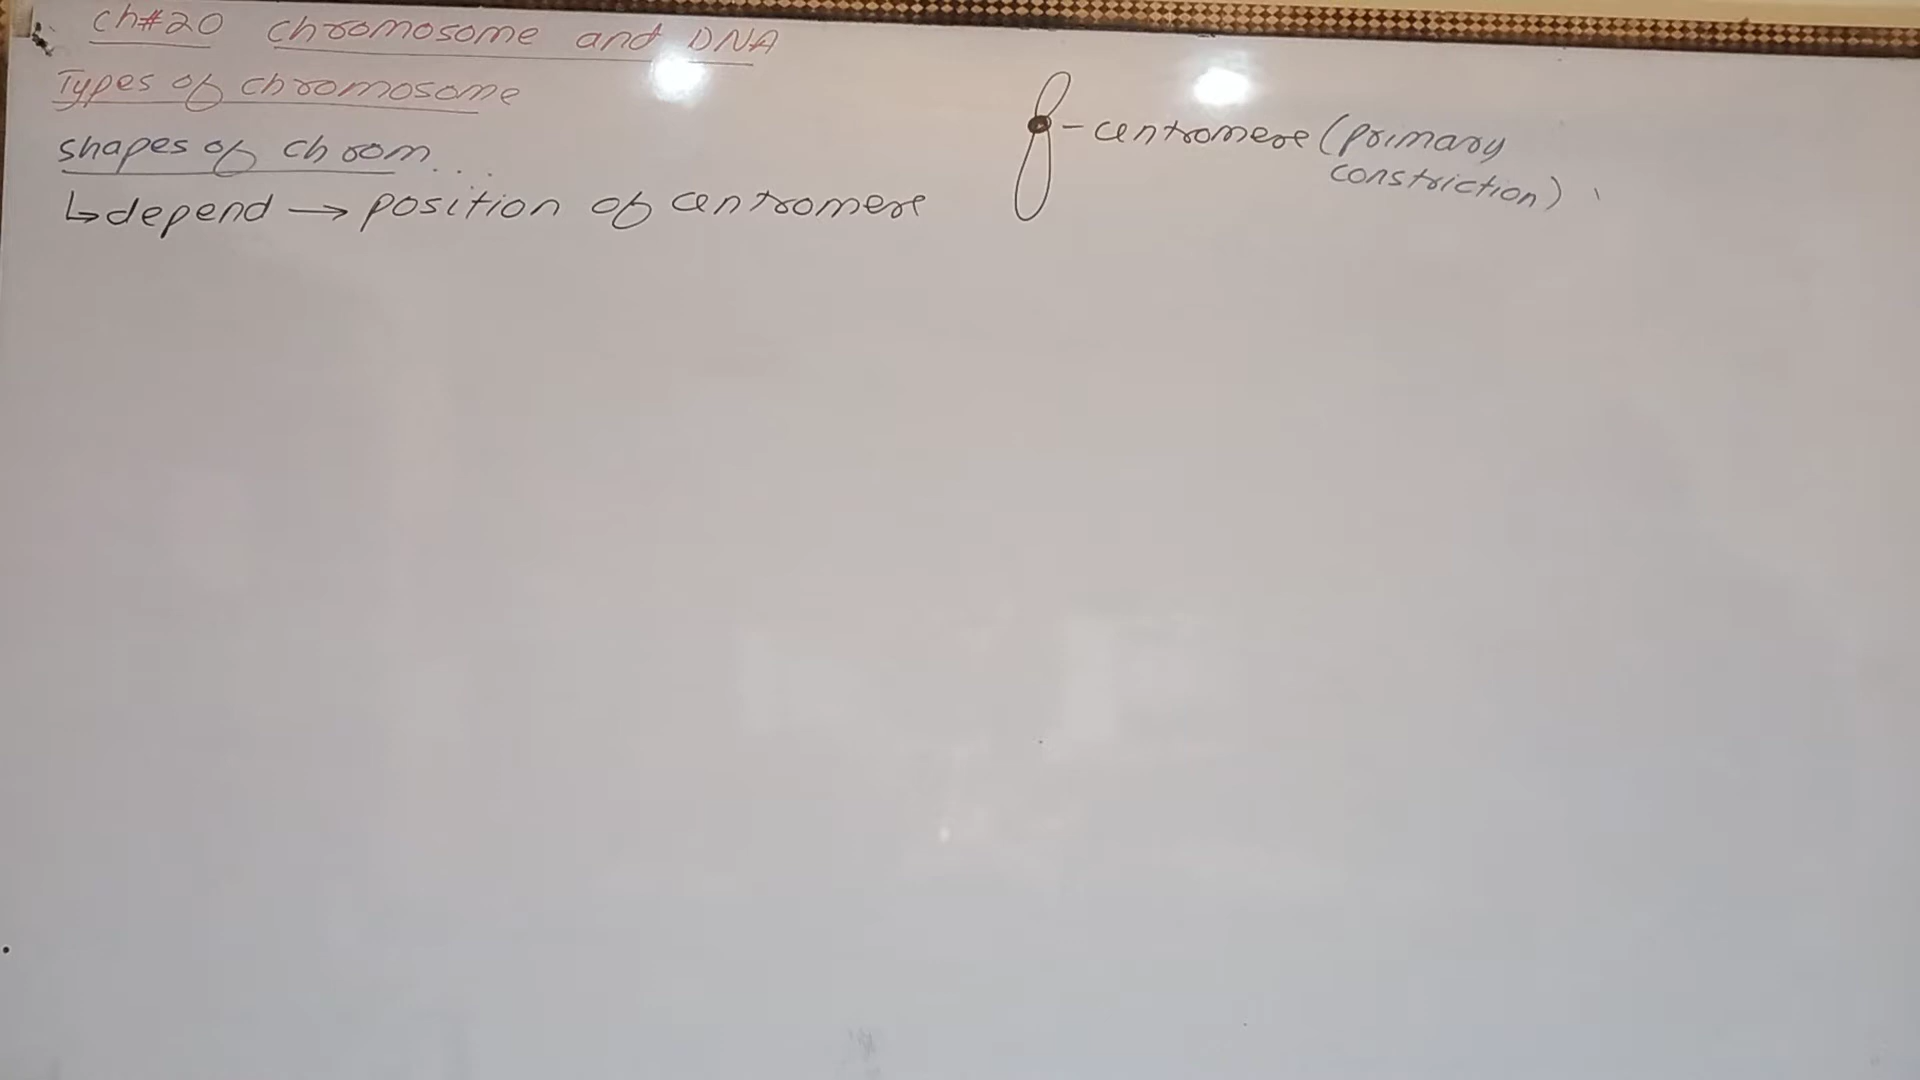 Ch#20 Chromosome and DNA
Types of chromosome
shapes of chrom....
↳depend → position of centromere
- centromere (primary
constriction)